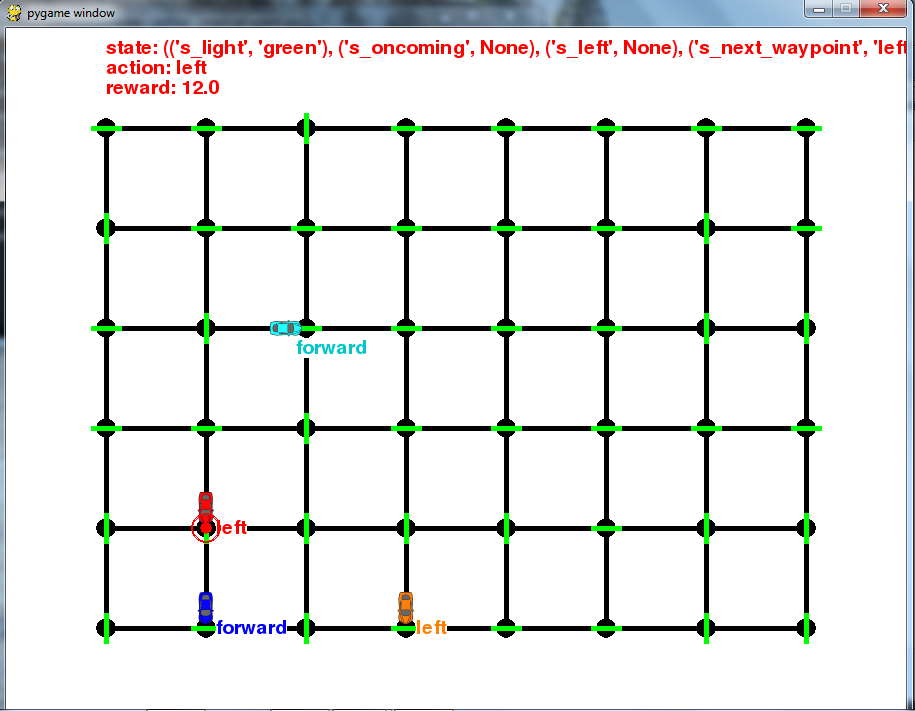 pygame window
state: (('s_light', 'green'), ('s_oncoming', None), ('s_left', None), ('s_next_waypoint', 'left
action: left
reward: 12.0
forward
left
forward
left